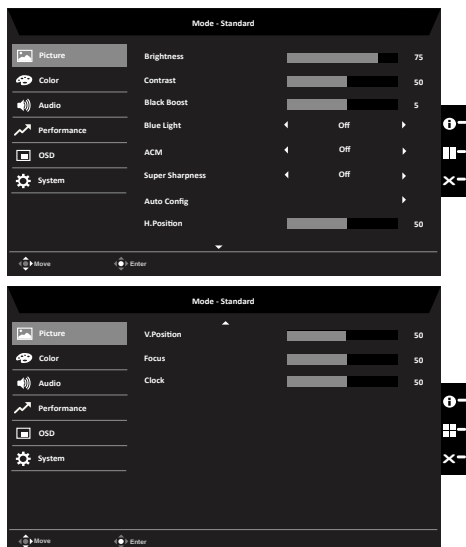 Mode - Standard
Picture
Brightness 75
Color
Contrast 50
Audio
Black Boost 5
Performance
Blue Light Off
OSD
ACM Off
System
Super Sharpness Off
Auto Config
H.Position 50
Move Enter
Mode - Standard
Picture
V.Position 50
Color
Focus 50
Audio
Clock 50
Performance
OSD
System
Move Enter